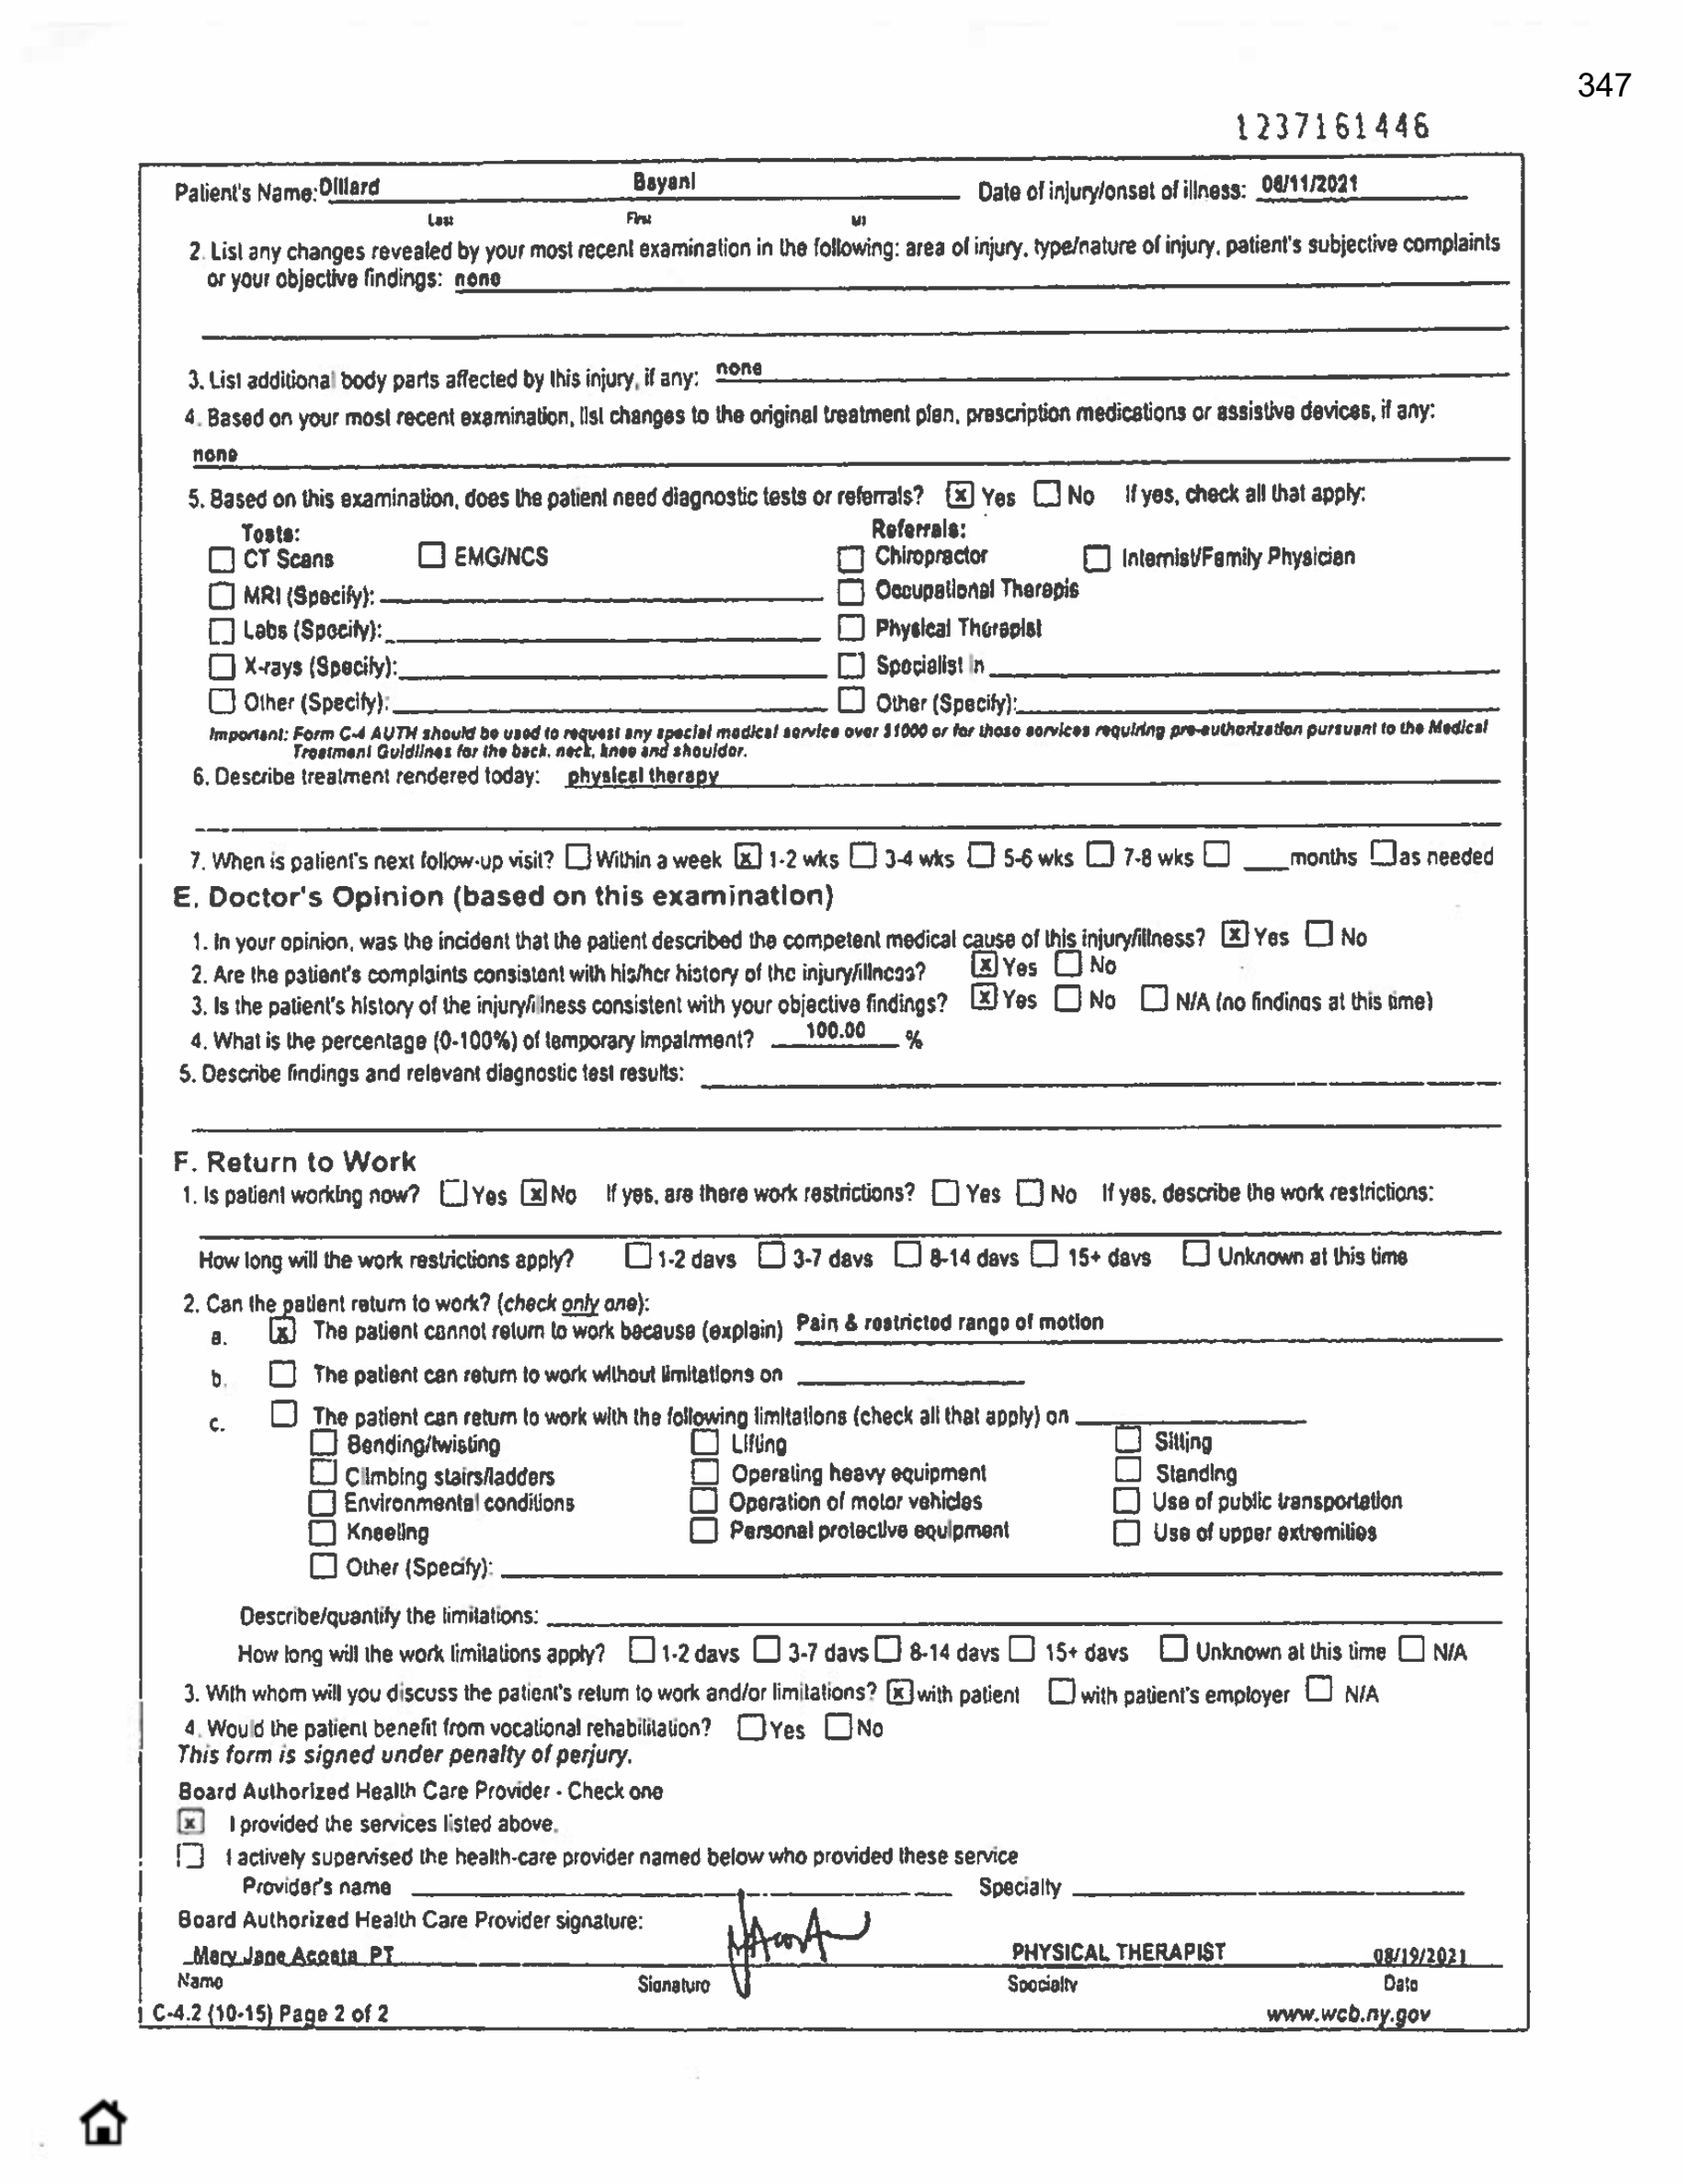 347
1237161446
Patient's Name: Dillard Bayani Date of injury/onset of illness: 08/11/2021
Last First MI
2. List any changes revealed by your most recent examination in the following: area of injury, type/nature of injury, patient's subjective complaints
or your objective findings: none
3. List additional body parts affected by this injury, if any: none
4. Based on your most recent examination, list changes to the original treatment plan, prescription medications or assistive devices, if any:
none
5. Based on this examination, does the patient need diagnostic tests or referrals? [x] Yes ☐ No If yes, check all that apply:
Tests: Referrals:
☐ CT Scans ☐ EMG/NCS ☐ Chiropractor ☐ Internist/Family Physician
☐ MRI (Specify): ☐ Occupational Therapis
☐ Labs (Specify): ☐ Physical Therapist
☐ X-rays (Specify): ☐ Specialist in
☐ Other (Specify): ☐ Other (Specify):
Important: Form C-4 AUTH should be used to request any special medical service over $1000 or for those services requiring pre-authorization pursuant to the Medical
Treatment Guidlines for the back, neck, knee and shoulder.
6. Describe treatment rendered today: physical therapy
7. When is patient's next follow-up visit? ☐ Within a week [x] 1-2 wks ☐ 3-4 wks ☐ 5-6 wks ☐ 7-8 wks ☐ ___months ☐ as needed
E. Doctor's Opinion (based on this examination)
1. In your opinion, was the incident that the patient described the competent medical cause of this injury/illness? [x] Yes ☐ No
2. Are the patient's complaints consistent with his/her history of the injury/illness? [x] Yes ☐ No
3. Is the patient's history of the injury/illness consistent with your objective findings? [x] Yes ☐ No ☐ N/A (no findings at this time)
4. What is the percentage (0-100%) of temporary impairment? 100.00 %
5. Describe findings and relevant diagnostic test results:
F. Return to Work
1. Is patient working now? ☐ Yes [x] No If yes, are there work restrictions? ☐ Yes ☐ No If yes, describe the work restrictions:
How long will the work restrictions apply? ☐ 1-2 days ☐ 3-7 days ☐ 8-14 days ☐ 15+ days ☐ Unknown at this time
2. Can the patient return to work? (check only one):
a. [x] The patient cannot return to work because (explain) Pain & restricted range of motion
b. ☐ The patient can return to work without limitations on
c. ☐ The patient can return to work with the following limitations (check all that apply) on
☐ Bending/twisting ☐ Lifting ☐ Sitting
☐ Climbing stairs/ladders ☐ Operating heavy equipment ☐ Standing
☐ Environmental conditions ☐ Operation of motor vehicles ☐ Use of public transportation
☐ Kneeling ☐ Personal protective equipment ☐ Use of upper extremities
☐ Other (Specify):
Describe/quantify the limitations:
How long will the work limitations apply? ☐ 1-2 days ☐ 3-7 days ☐ 8-14 days ☐ 15+ days ☐ Unknown at this time ☐ N/A
3. With whom will you discuss the patient's return to work and/or limitations? [x] with patient ☐ with patient's employer ☐ N/A
4. Would the patient benefit from vocational rehabilitation? ☐ Yes ☐ No
This form is signed under penalty of perjury.
Board Authorized Health Care Provider - Check one
[x] I provided the services listed above.
☐ I actively supervised the health-care provider named below who provided these service
Provider's name Specialty
Board Authorized Health Care Provider signature:
Mary Jane Acosta PT PHYSICAL THERAPIST 08/19/2021
Name Signature Specialty Date
C-4.2 (10-15) Page 2 of 2 www.wcb.ny.gov